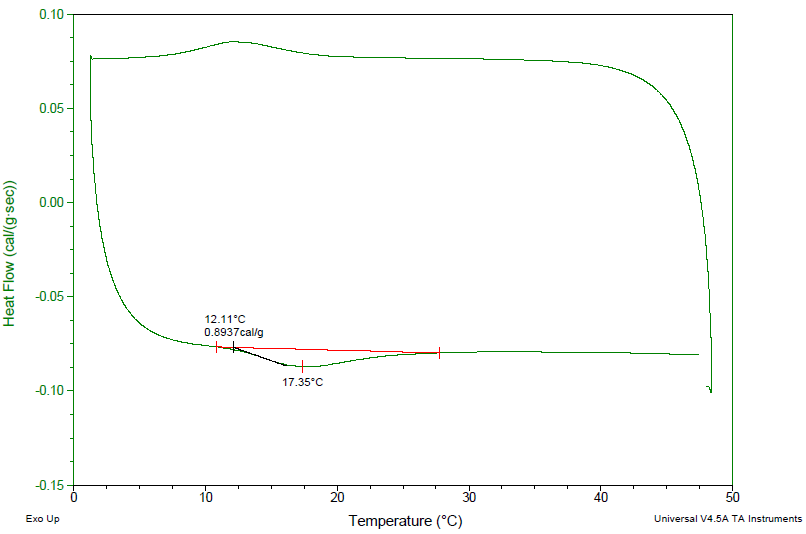 0.10
0.05
0.00
-0.05
-0.10
-0.15
Heat Flow (cal/(g·sec))
12.11°C
0.8937cal/g
17.35°C
0
10
20
30
40
50
Exo Up
Temperature (°C)
Universal V4.5A TA Instruments